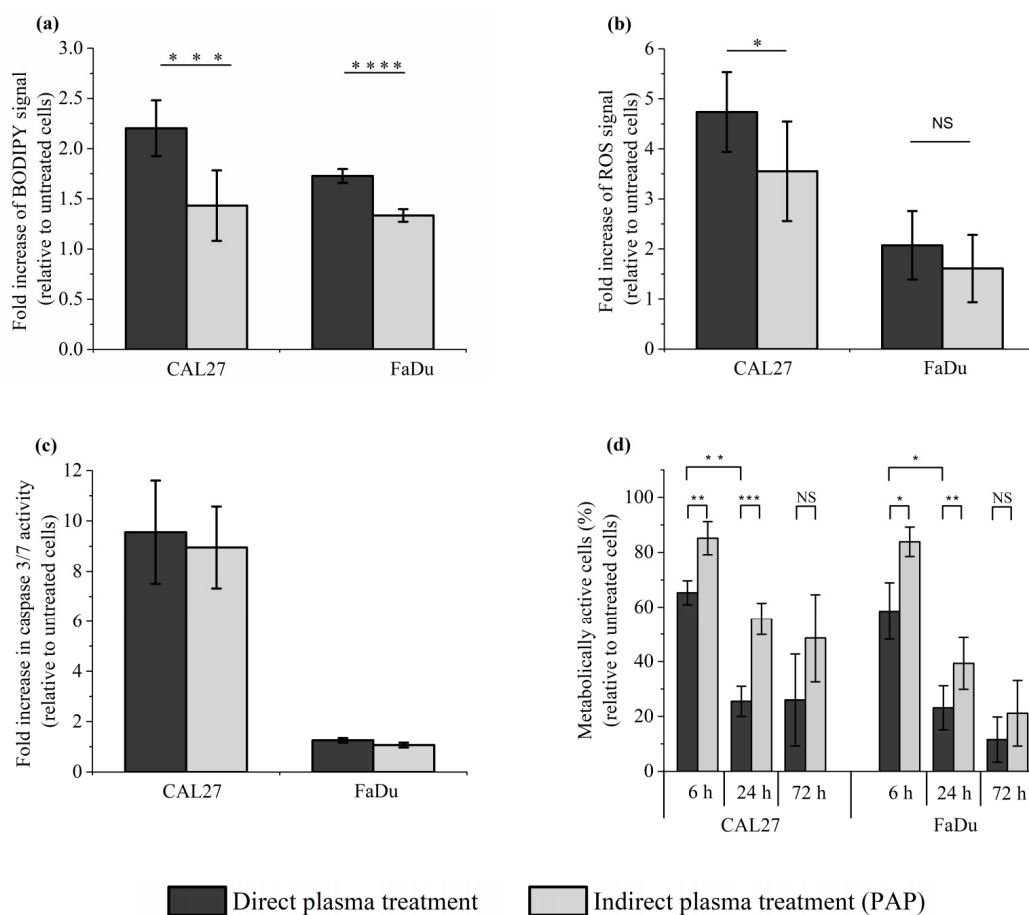 (a)
* * *
* * * *
3.0
2.5
2.0
1.5
1.0
0.5
0.0
Fold increase of BODIPY signal
(relative to untreated cells)
CAL27 FaDu
(b)
*
NS
6
5
4
3
2
1
0
Fold increase of ROS signal
(relative to untreated cells)
CAL27 FaDu
(c)
12
10
8
6
4
2
0
Fold increase in caspase 3/7 activity
(relative to untreated cells)
CAL27 FaDu
(d)
* * *
** *** NS * ** NS
100
80
60
40
20
0
Metabolically active cells (%)
(relative to untreated cells)
6 h 24 h 72 h 6 h 24 h 72 h
CAL27 FaDu
Direct plasma treatment Indirect plasma treatment (PAP)